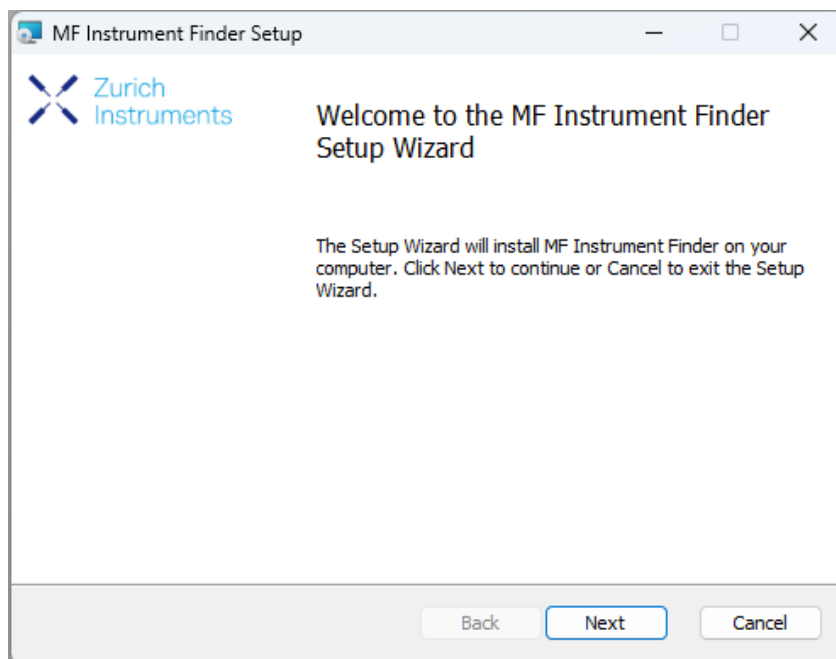 MF Instrument Finder Setup
Zurich
Instruments
Welcome to the MF Instrument Finder
Setup Wizard
The Setup Wizard will install MF Instrument Finder on your
computer. Click Next to continue or Cancel to exit the Setup
Wizard.
Back Next Cancel